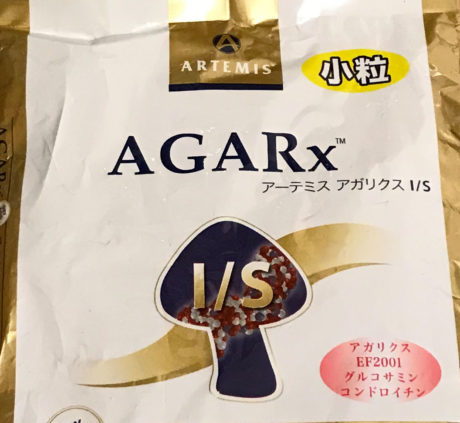 ARTEMIS
小粒
AGARx™
アーテミス アガリクス I/S
I/S
アガリクス
EF2001
グルコサミン
コンドロイチン